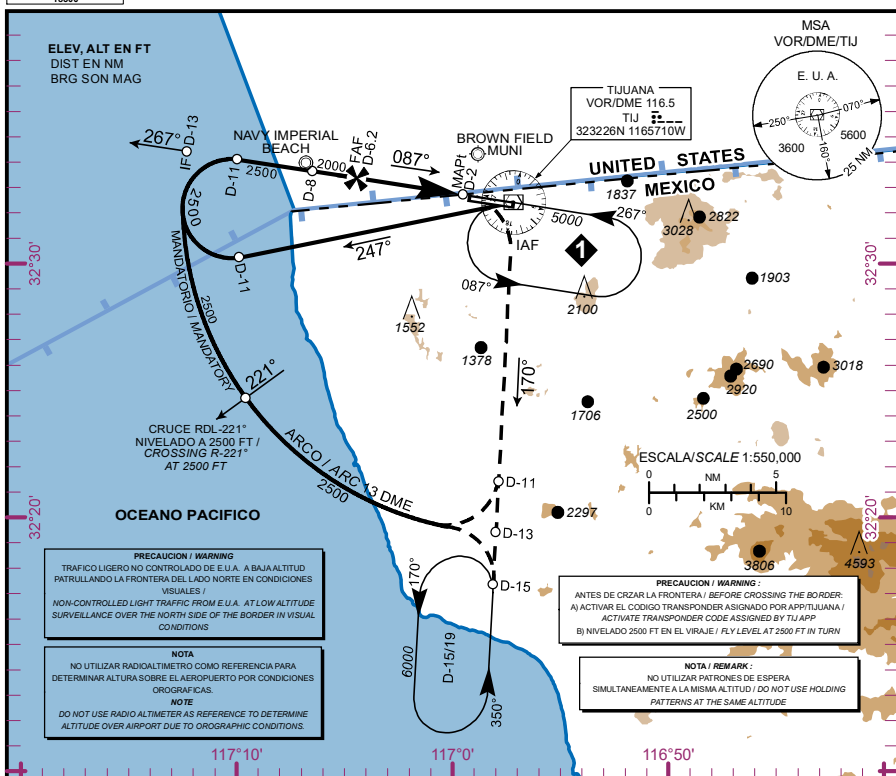 ELEV, ALT EN FT
DIST EN NM
BRG SON MAG
MSA
VOR/DME/TIJ
E. U. A.
250°
070°
160°
3600
5600
25 NM
TIJUANA
VOR/DME 116.5
TIJ
323226N 1165710W
267°
D-13
IF
D-11
NAVY IMPERIAL
BEACH
2500
D-8
2000
FAF
D-6.2
087°
MAPt
D-2
BROWN FIELD
MUNI
UNITED STATES
MEXICO
1837
5000
267°
IAF
1
087°
2100
3028
2822
1903
2500
247°
D-11
MANDATORIO / MANDATORY
2500
32°30'
32°30'
1552
1378
170°
1706
2690
2920
2500
3018
221°
CRUCE RDL-221°
NIVELADO A 2500 FT /
CROSSING R-221°
AT 2500 FT
ARCO / ARC 13 DME
2500
ESCALA/SCALE 1:550,000
0 NM 5
0 KM 10
D-11
D-13
D-15
2297
3806
4593
32°20'
32°20'
OCEANO PACIFICO
170°
6000
D-15/19
350°
PRECAUCION / WARNING
TRAFICO LIGERO NO CONTROLADO DE E.U.A. A BAJA ALTITUD
PATRULLANDO LA FRONTERA DEL LADO NORTE EN CONDICIONES
VISUALES /
NON-CONTROLLED LIGHT TRAFFIC FROM E.U.A. AT LOW ALTITUDE
SURVEILLANCE OVER THE NORTH SIDE OF THE BORDER IN VISUAL
CONDITIONS
NOTA
NO UTILIZAR RADIOALTIMETRO COMO REFERENCIA PARA
DETERMINAR ALTURA SOBRE EL AEROPUERTO POR CONDICIONES
OROGRAFICAS.
NOTE
DO NOT USE RADIO ALTIMETER AS REFERENCE TO DETERMINE
ALTITUDE OVER AIRPORT DUE TO OROGRAPHIC CONDITIONS.
PRECAUCION / WARNING :
ANTES DE CRZAR LA FRONTERA / BEFORE CROSSING THE BORDER:
A) ACTIVAR EL CODIGO TRANSPONDER ASIGNADO POR APP/TIJUANA /
ACTIVATE TRANSPONDER CODE ASSIGNED BY TIJ APP
B) NIVELADO 2500 FT EN EL VIRAJE / FLY LEVEL AT 2500 FT IN TURN
NOTA / REMARK :
NO UTILIZAR PATRONES DE ESPERA
SIMULTANEAMENTE A LA MISMA ALTITUD / DO NOT USE HOLDING
PATTERNS AT THE SAME ALTITUDE
117°10'
117°0'
116°50'